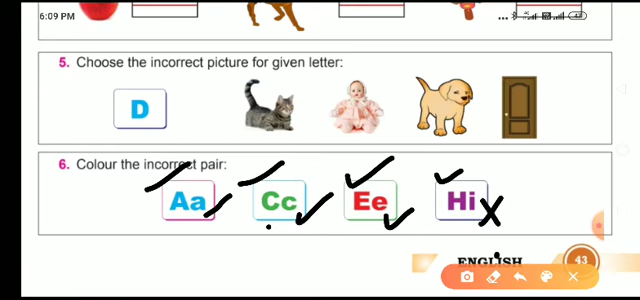 6:09 PM
5. Choose the incorrect picture for given letter:
D
6. Colour the incorrect pair:
Aa Cc Ee Hi
ENGLISH 43